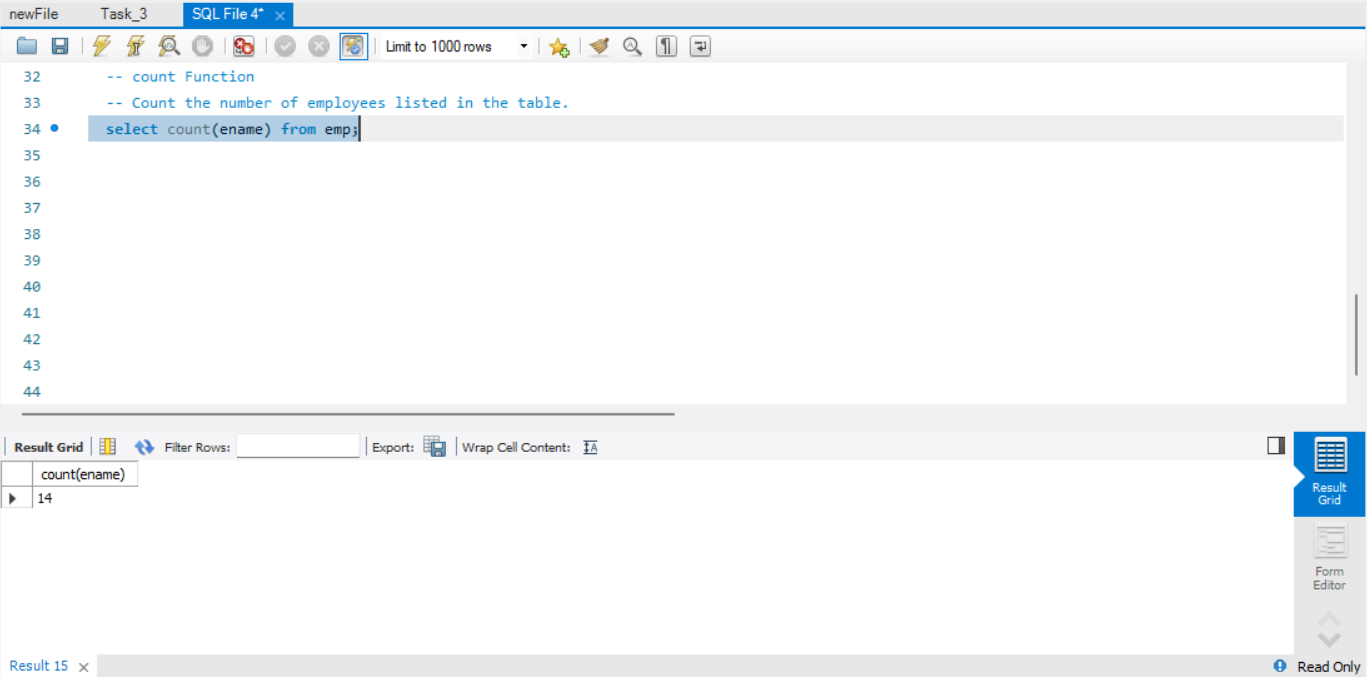 newFile Task_3 SQL File 4*
Limit to 1000 rows
32 -- count Function
33 -- Count the number of employees listed in the table.
34 select count(ename) from emp;
35
36
37
38
39
40
41
42
43
44
Result Grid Filter Rows: Export: Wrap Cell Content:
count(ename)
14
Result
Grid
Form
Editor
Result 15 Read Only